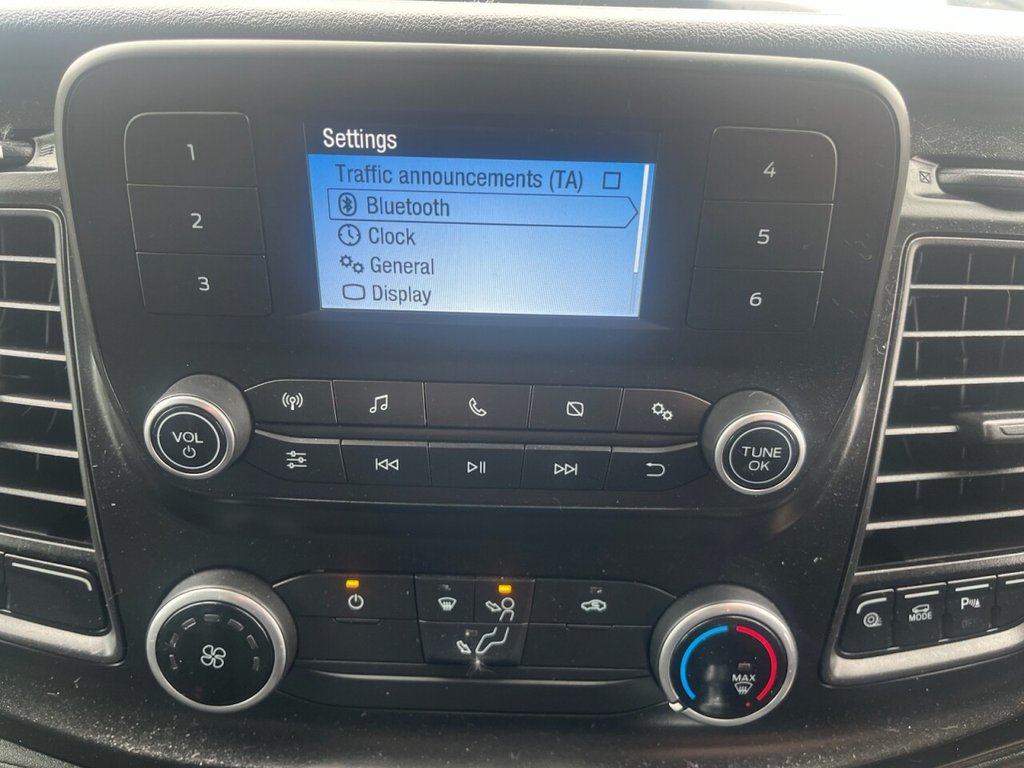 Settings
1
4
Traffic announcements (TA)
Bluetooth
2
5
Clock
General
3
6
Display
VOL
TUNE
OK
MODE
P
MAX